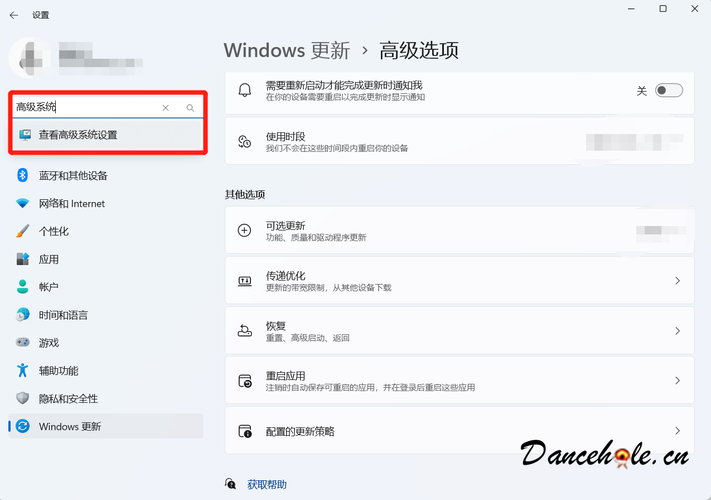 设置
高级系统
查看高级系统设置
蓝牙和其他设备
网络和 Internet
个性化
应用
帐户
时间和语言
游戏
辅助功能
隐私和安全性
Windows 更新
Windows 更新 › 高级选项
需要重新启动才能完成更新时通知我
在你的设备需要重启以完成更新时显示通知
关
使用时段
我们不会在这些时间段内重启你的设备
其他选项
可选更新
功能、质量和驱动程序更新
传递优化
更新的带宽限制，从其他设备下载
恢复
重置、高级启动、返回
重启应用
注销时自动保存可重启的应用，并在登录后重启这些应用
配置的更新策略
获取帮助
Dancehole.cn